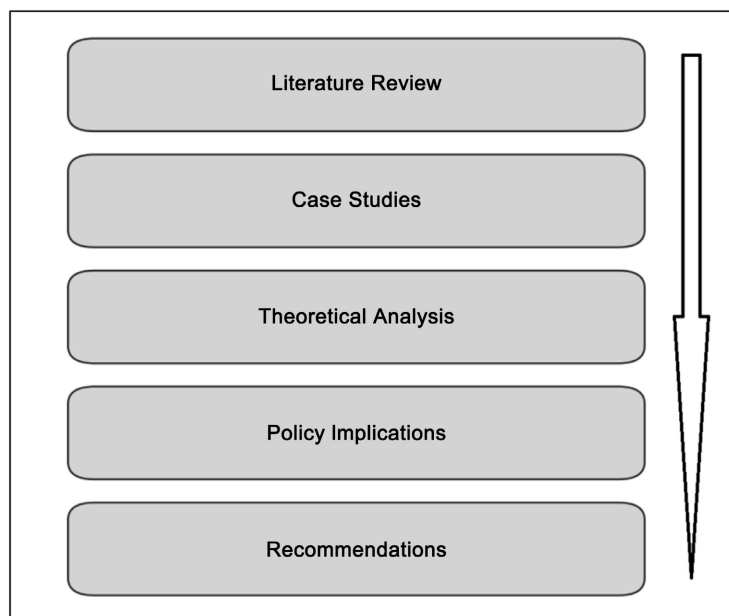 Literature Review
Case Studies
Theoretical Analysis
Policy Implications
Recommendations